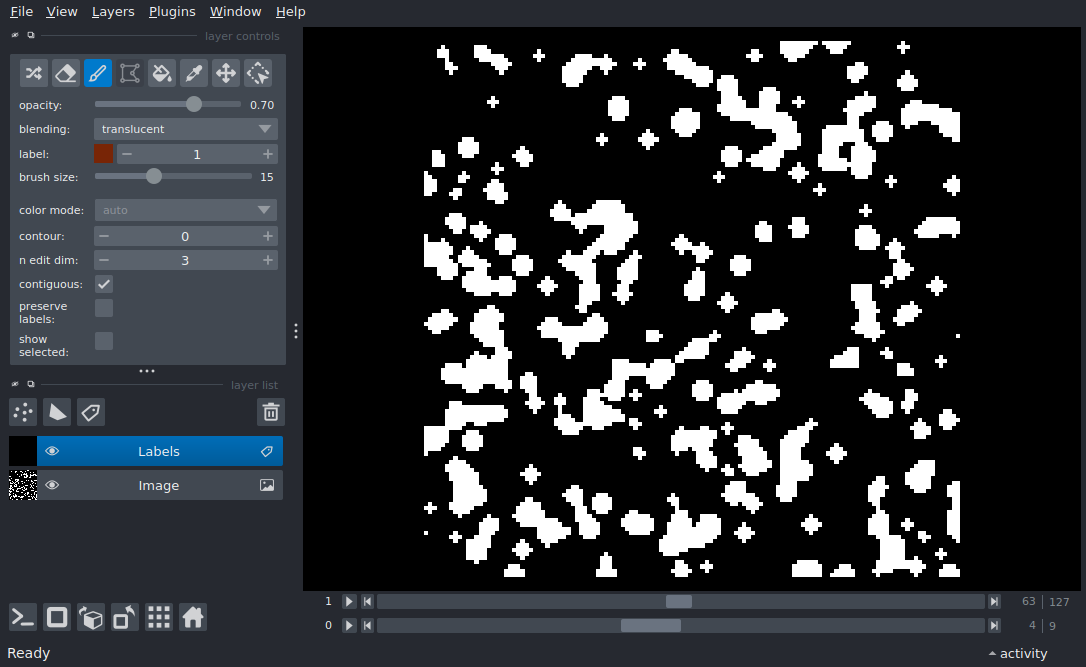 File View Layers Plugins Window Help
layer controls
opacity: 0.70
blending: translucent
label: 1
brush size: 15
color mode: auto
contour: 0
n edit dim: 3
contiguous:
preserve
labels:
show
selected:
layer list
Labels
Image
1 63 127
0 4 9
Ready activity